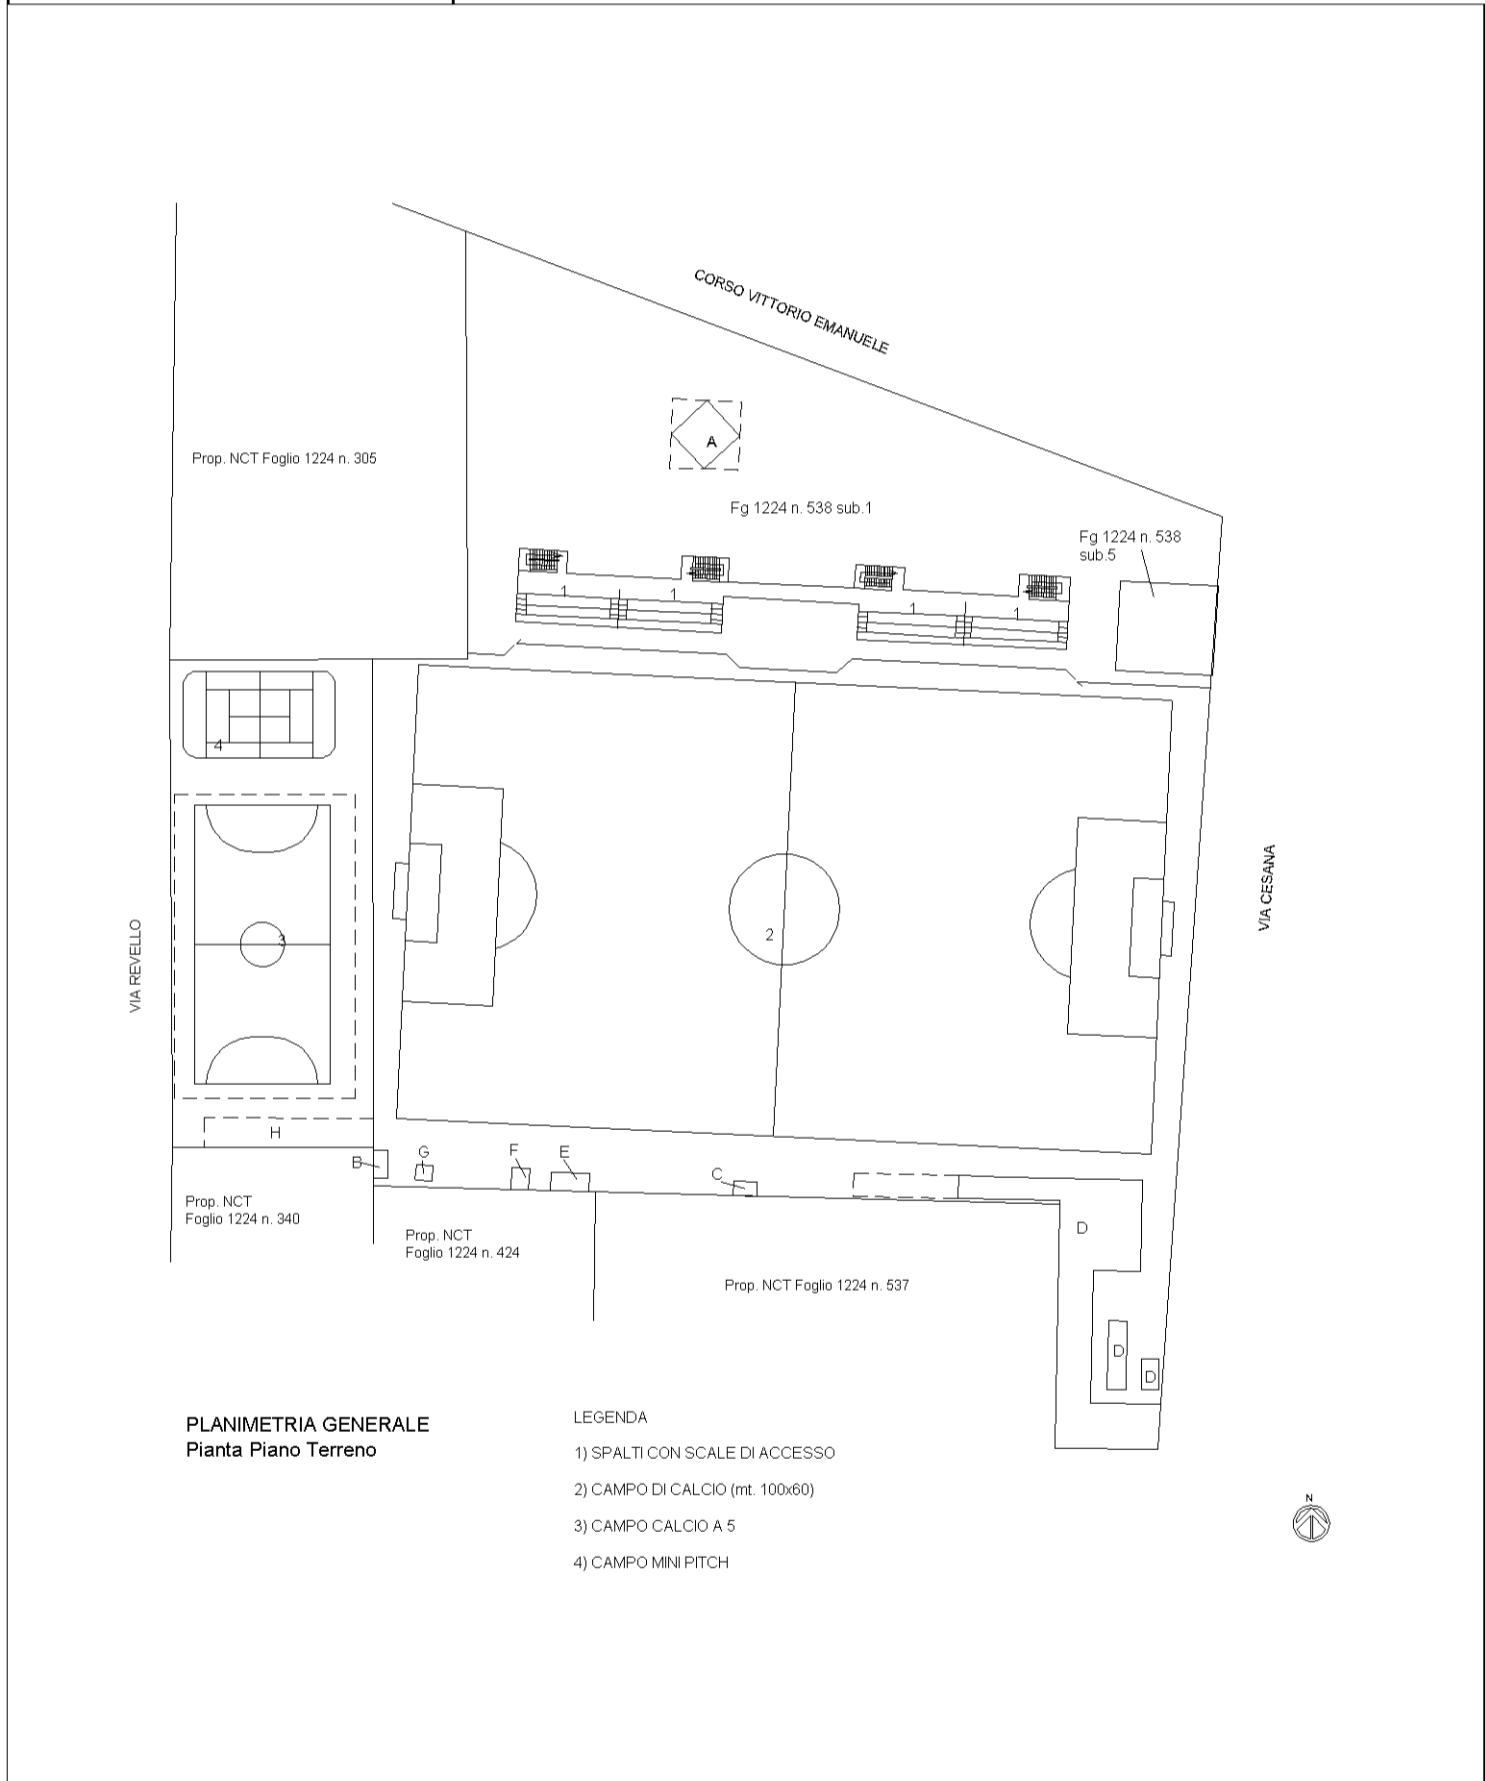 CORSO VITTORIO EMANUELE
A
Prop. NCT Foglio 1224 n. 305
Fg 1224 n. 538 sub.1
Fg 1224 n. 538
sub.5
1
1
1
1
4
3
2
VIA REVELLO
VIA CESANA
H
B
G
F
E
C
D
Prop. NCT
Foglio 1224 n. 340
Prop. NCT
Foglio 1224 n. 424
Prop. NCT Foglio 1224 n. 537
D
D
PLANIMETRIA GENERALE
Pianta Piano Terreno
LEGENDA
1) SPALTI CON SCALE DI ACCESSO
2) CAMPO DI CALCIO (mt. 100x60)
3) CAMPO CALCIO A 5
4) CAMPO MINI PITCH
N